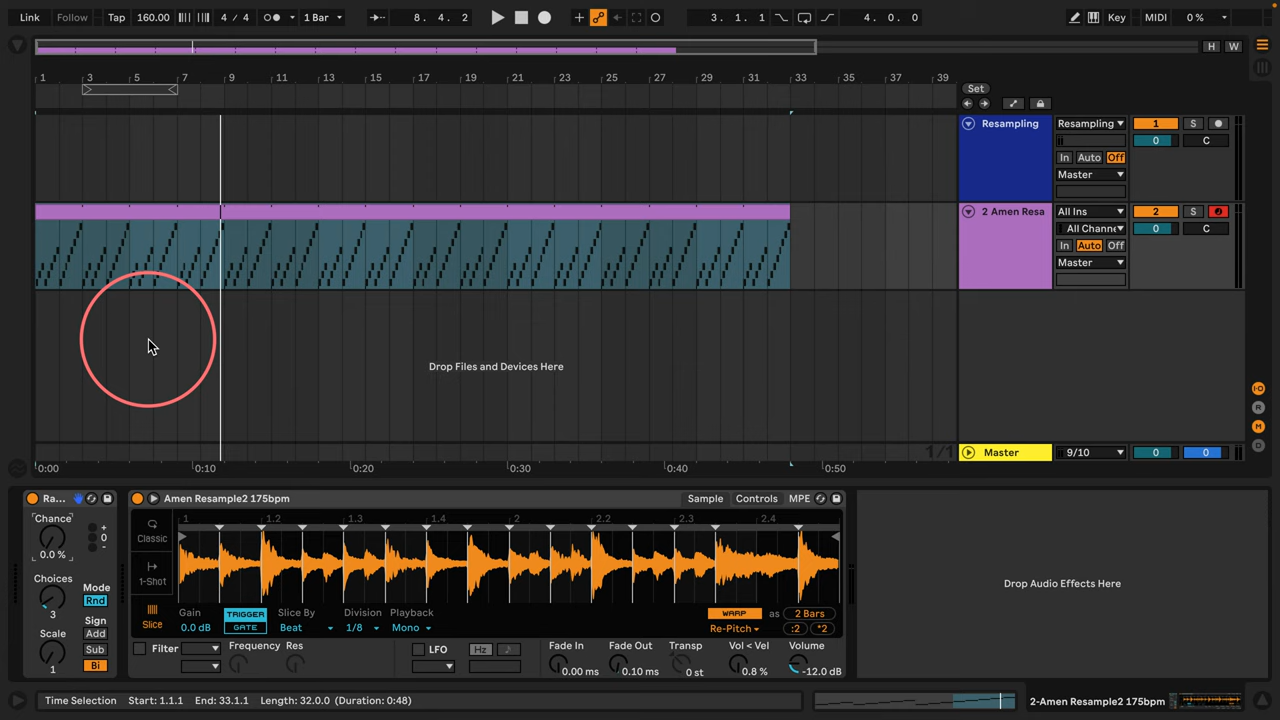 Link Follow Tap 160.00 4 / 4 1 Bar 8. 4. 2 3. 1. 1 4. 0. 0 Key MIDI 0 %
H W
1 3 5 7 9 11 13 15 17 19 21 23 25 27 29 31 33 35 37 39
Set
Resampling Resampling 1 S
0 C
In Auto Off
Master
2 Amen Resa All Ins 2 S
All Channe 0 C
In Auto Off
Master
Drop Files and Devices Here
1/1
Master 9/10 0 0
0:00 0:10 0:20 0:30 0:40 0:50
I·O
R
M
D
Ra... Amen Resample2 175bpm Sample Controls MPE
Chance + 0 -
0.0 %
Choices
3
Mode
Rnd
Sign
Add
Sub
Bi
Scale
1
1 1.2 1.3 1.4 2 2.2 2.3 2.4
Classic
1-Shot
Slice
Gain TRIGGER Slice By Division Playback WARP as 2 Bars
0.0 dB GATE Beat 1/8 Mono Re-Pitch :2 *2
Filter Frequency Res LFO Hz Fade In Fade Out Transp Vol < Vel Volume
0.00 ms 0.10 ms 0 st 0.8 % -12.0 dB
Drop Audio Effects Here
Time Selection Start: 1.1.1 End: 33.1.1 Length: 32.0.0 (Duration: 0:48) 2-Amen Resample2 175bpm